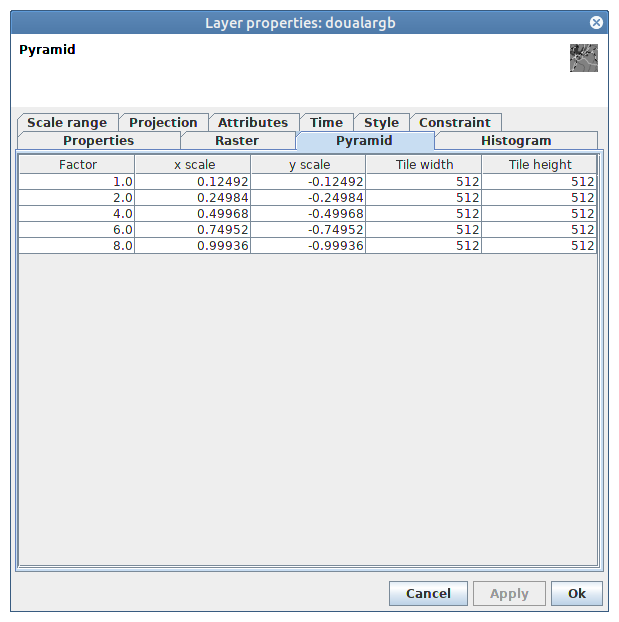 Layer properties: doualargb
Pyramid
Scale range Projection Attributes Time Style Constraint
Properties Raster Pyramid Histogram
Factor x scale y scale Tile width Tile height
1.0 0.12492 -0.12492 512 512
2.0 0.24984 -0.24984 512 512
4.0 0.49968 -0.49968 512 512
6.0 0.74952 -0.74952 512 512
8.0 0.99936 -0.99936 512 512
Cancel Apply Ok